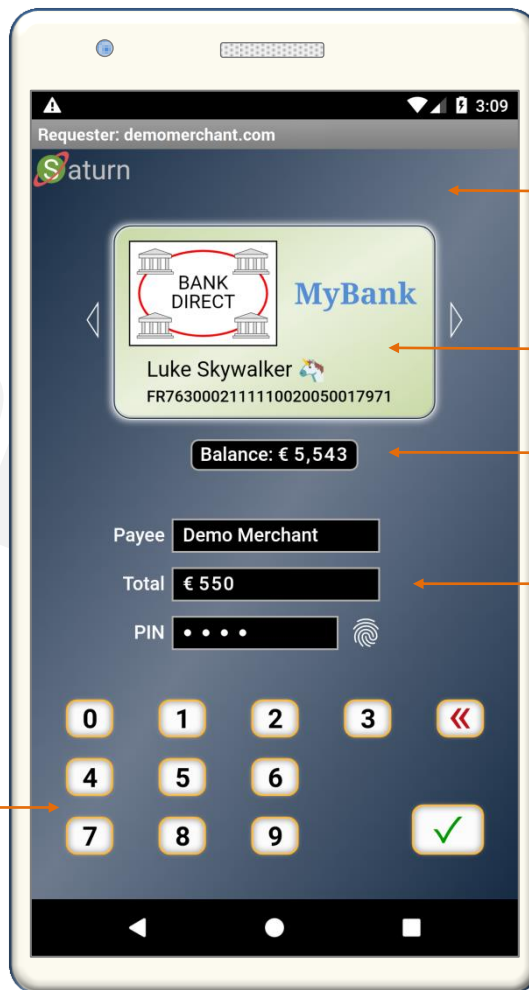 3:09
Requester: demomerchant.com
Saturn
BANK
DIRECT
MyBank
Luke Skywalker 🦄
FR7630002111110020050017971
Balance: € 5,543
Payee Demo Merchant
Total € 550
PIN • • • •
0 1 2 3 «
4 5 6
7 8 9 ✓